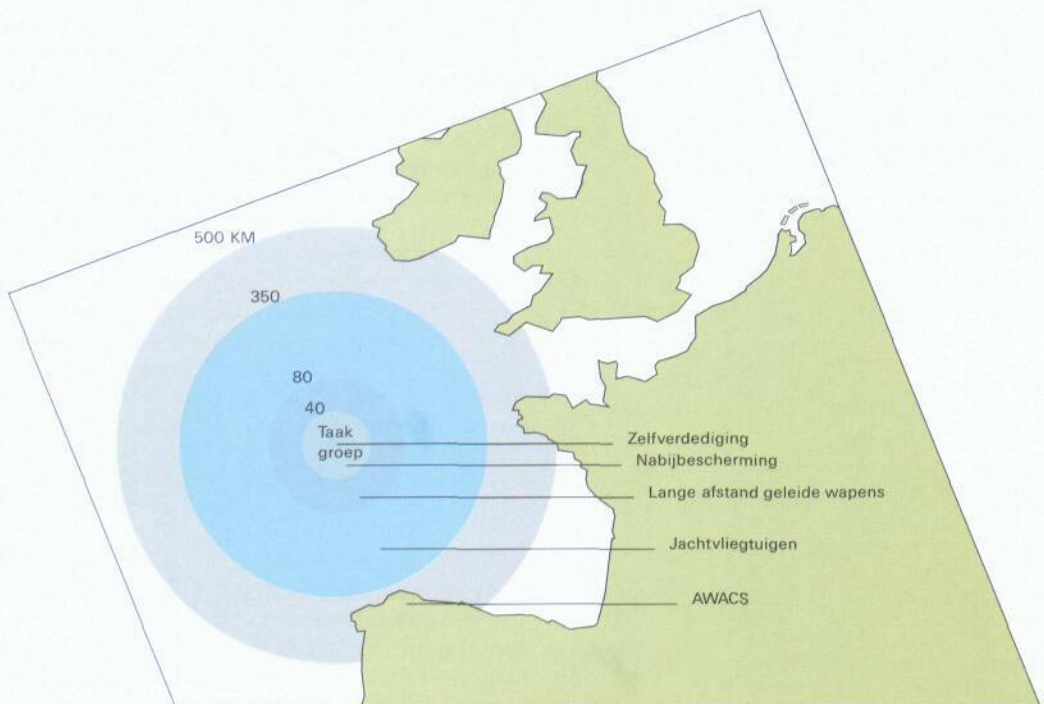 500 KM
350
80
40
Taak
groep
Zelfverdediging
Nabijbescherming
Lange afstand geleide wapens
Jachtvliegtuigen
AWACS